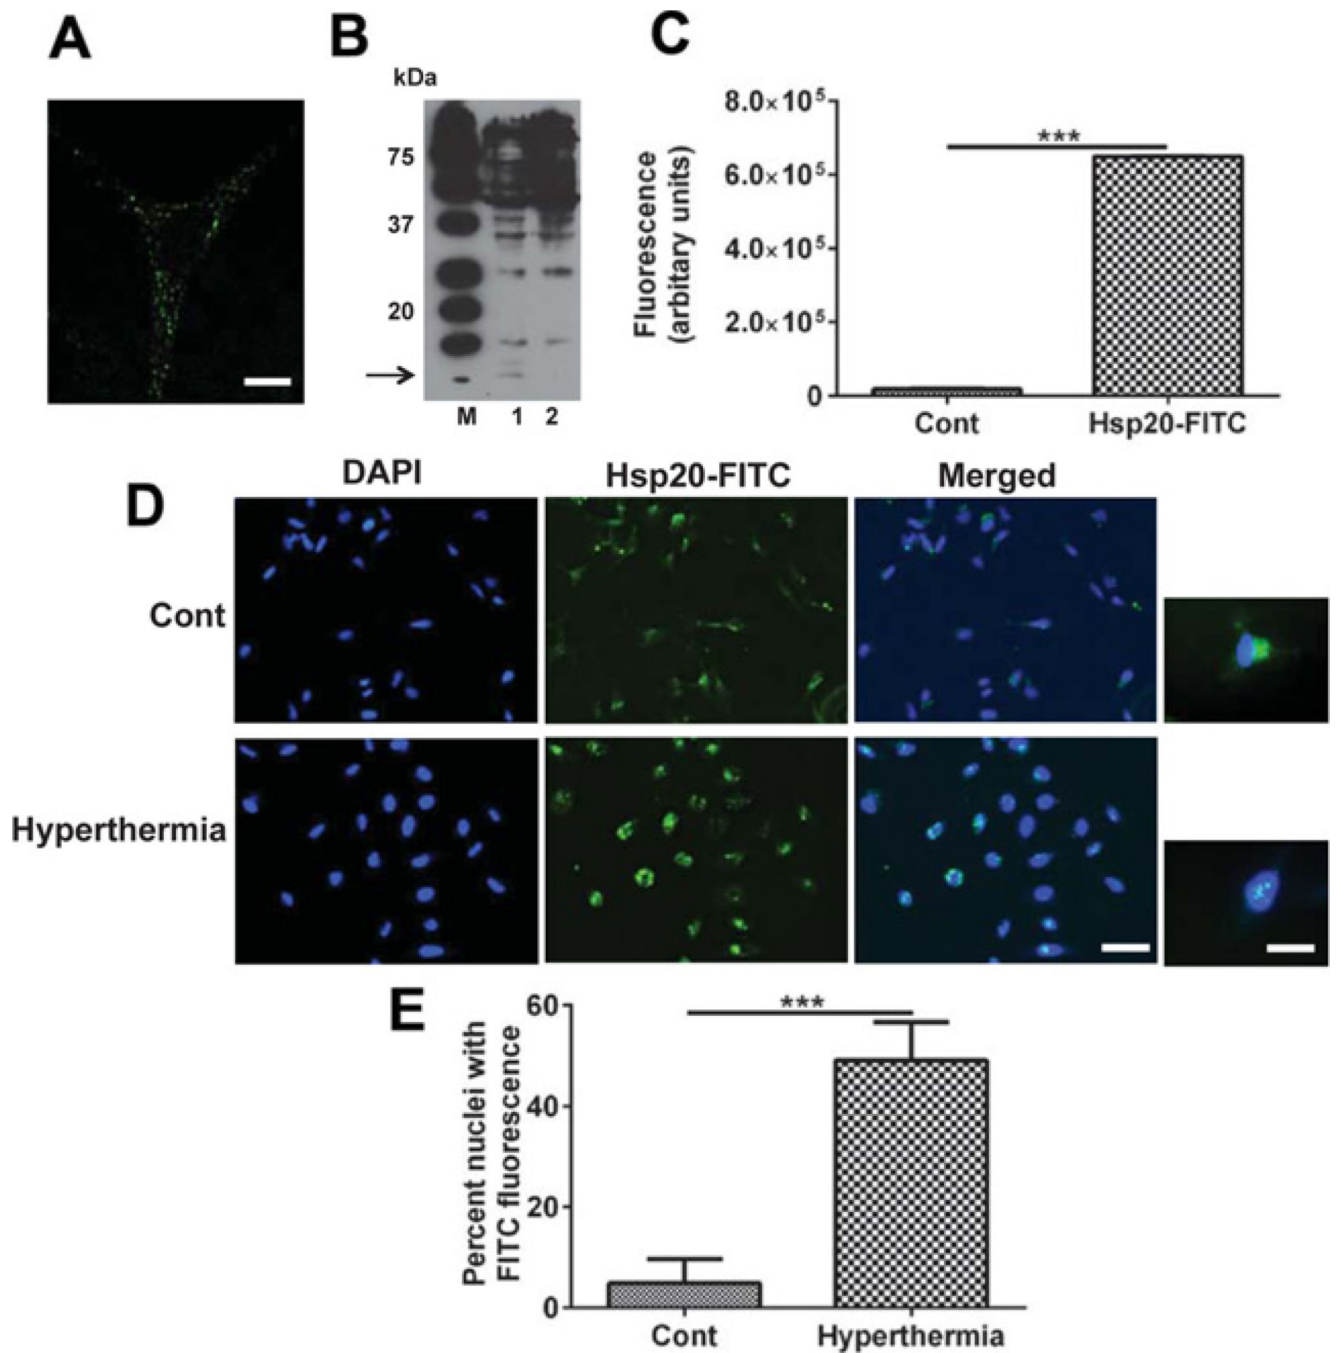 A
B
kDa
75
37
20
M 1 2
C
Fluorescence
(arbitary units)
8.0×10⁵
6.0×10⁵
4.0×10⁵
2.0×10⁵
0
***
Cont Hsp20-FITC
D
DAPI Hsp20-FITC Merged
Cont
Hyperthermia
E
Percent nuclei with
FITC fluorescence
60
40
20
0
***
Cont Hyperthermia